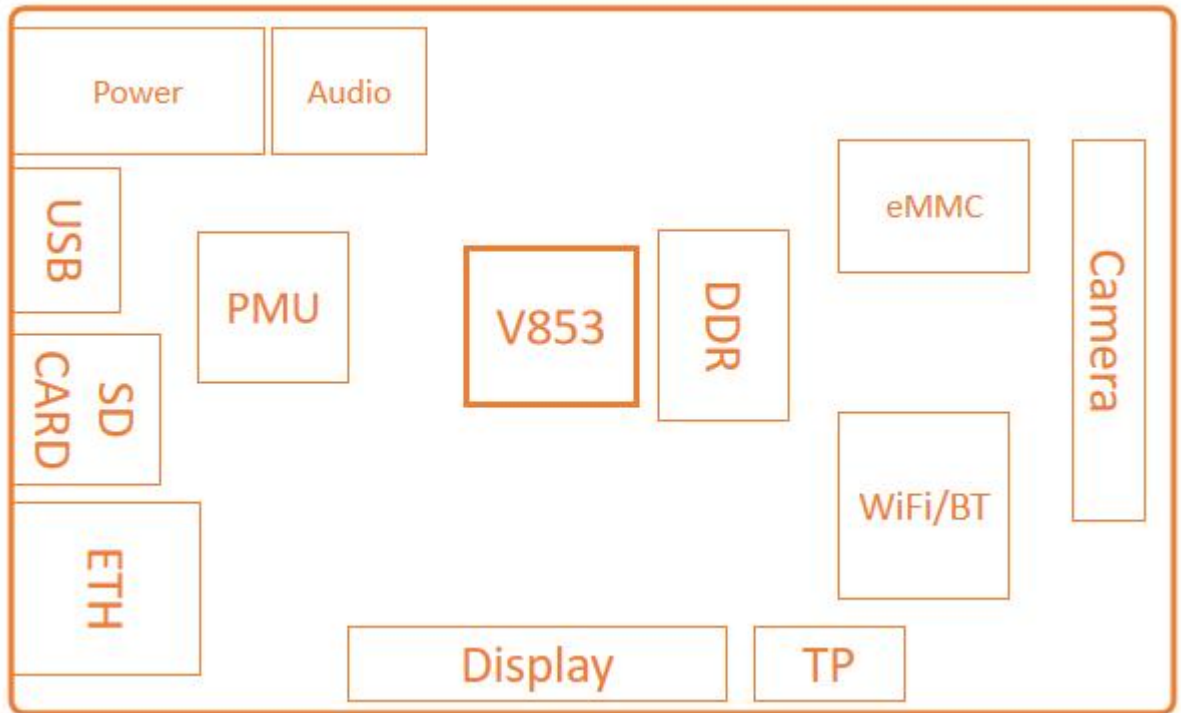 Power
Audio
USB
eMMC
Camera
PMU
V853
DDR
SD
CARD
WiFi/BT
ETH
Display
TP